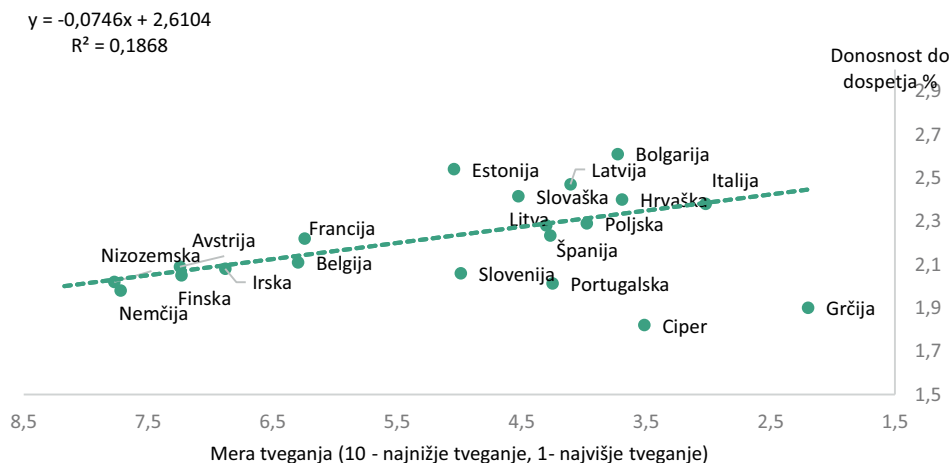 y = -0,0746x + 2,6104
R² = 0,1868
Donosnost do
dospetja %
2,9
2,7
2,5
2,3
2,1
1,9
1,7
1,5
Bolgarija
Estonija
Latvija
Italija
Slovaška
Hrvaška
Litva
Poljska
Francija
Avstrija
Nizozemska
Belgija
Španija
Irska
Slovenija
Portugalska
Finska
Nemčija
Grčija
Ciper
8,5 7,5 6,5 5,5 4,5 3,5 2,5 1,5
Mera tveganja (10 - najnižje tveganje, 1- najvišje tveganje)